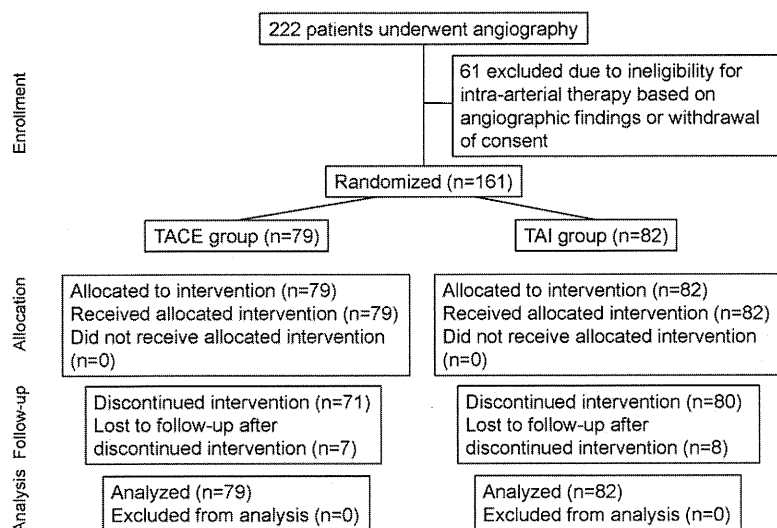 222 patients underwent angiography
Enrollment
61 excluded due to ineligibility for
intra-arterial therapy based on
angiographic findings or withdrawal
of consent
Randomized (n=161)
TACE group (n=79)
TAI group (n=82)
Allocation
Allocated to intervention (n=79)
Received allocated intervention (n=79)
Did not receive allocated intervention
(n=0)
Allocated to intervention (n=82)
Received allocated intervention (n=82)
Did not receive allocated intervention
(n=0)
Follow-up
Discontinued intervention (n=71)
Lost to follow-up after
discontinued intervention (n=7)
Discontinued intervention (n=80)
Lost to follow-up after
discontinued intervention (n=8)
Analysis
Analyzed (n=79)
Excluded from analysis (n=0)
Analyzed (n=82)
Excluded from analysis (n=0)